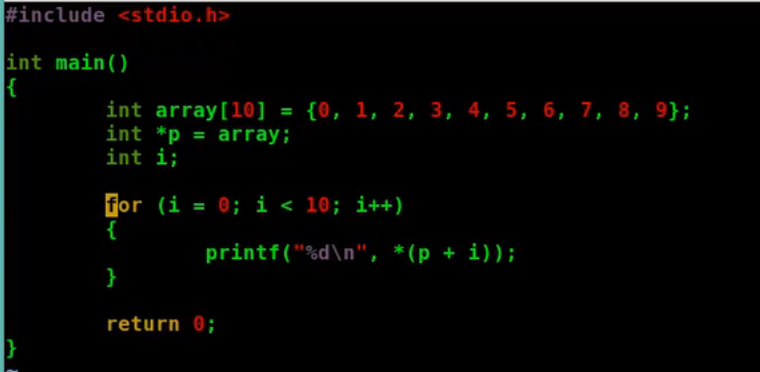 #include <stdio.h>
int main()
{
int array[10] = {0, 1, 2, 3, 4, 5, 6, 7, 8, 9};
int *p = array;
int i;
for (i = 0; i < 10; i++)
{
printf("%d\n", *(p + i));
}
return 0;
}
~